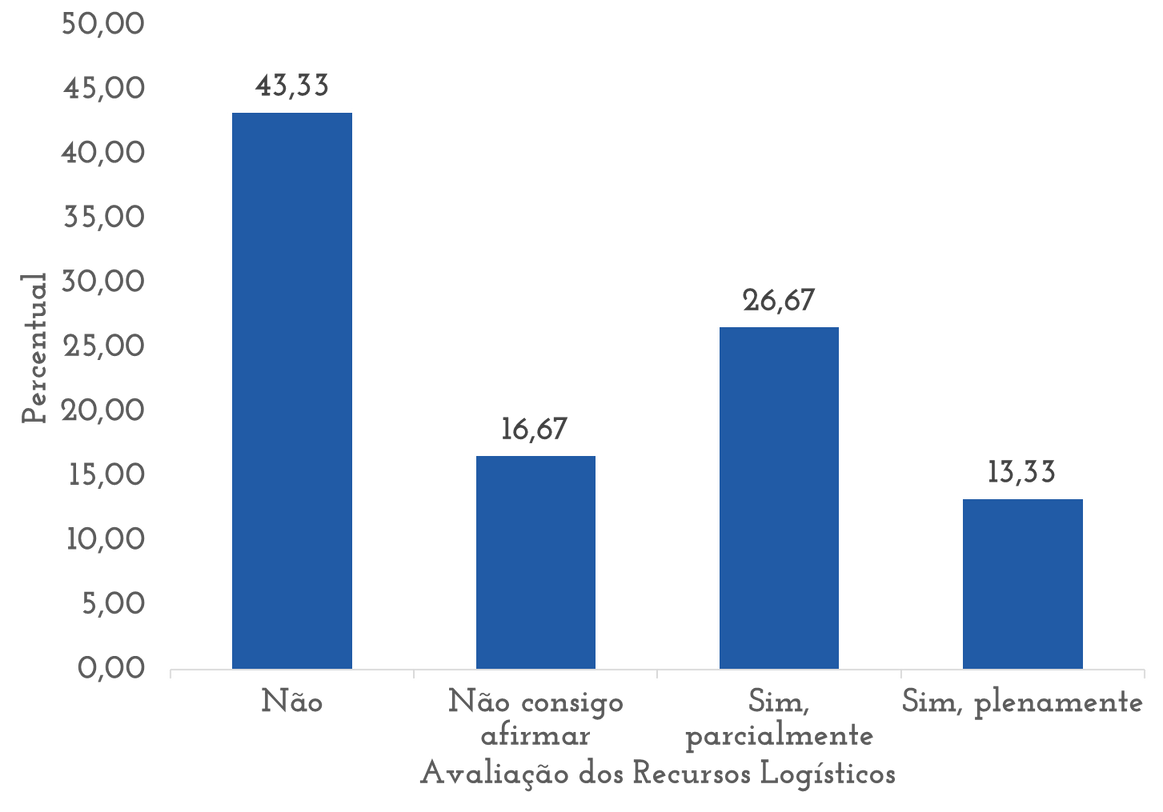 50,00
45,00
40,00
35,00
30,00
25,00
20,00
15,00
10,00
5,00
0,00
Percentual
43,33
16,67
26,67
13,33
Não
Não consigo
afirmar
Sim,
parcialmente
Sim, plenamente
Avaliação dos Recursos Logísticos